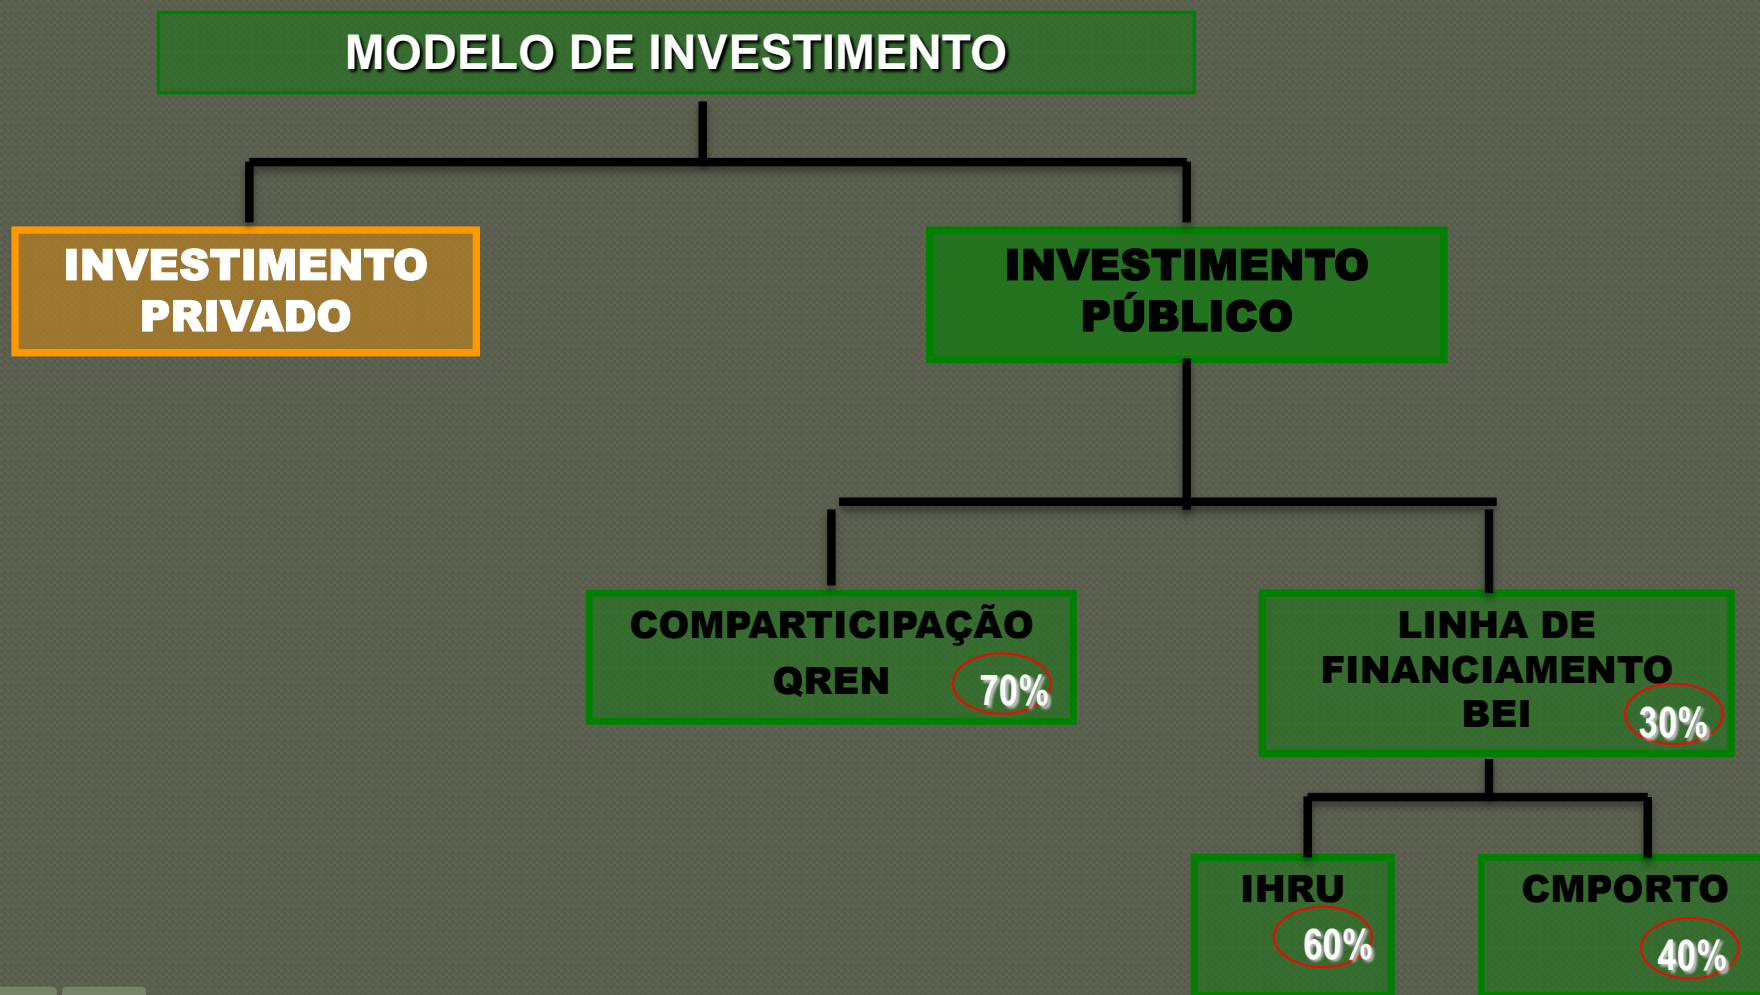 MODELO DE INVESTIMENTO
INVESTIMENTO
PRIVADO
INVESTIMENTO
PÚBLICO
COMPARTICIPAÇÃO
QREN
70%
LINHA DE
FINANCIAMENTO
BEI
30%
IHRU
60%
CMPORTO
40%